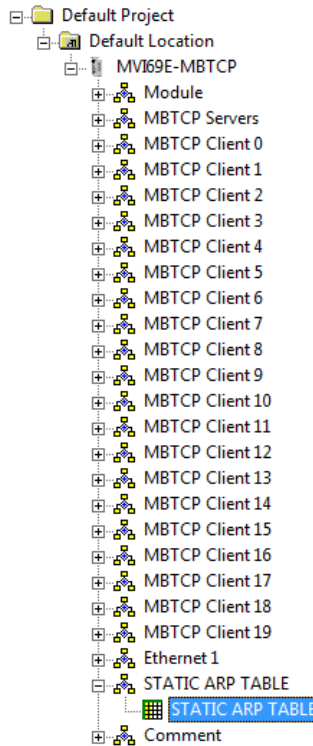 Default Project
Default Location
MVI69E-MBTCP
Module
MBTCP Servers
MBTCP Client 0
MBTCP Client 1
MBTCP Client 2
MBTCP Client 3
MBTCP Client 4
MBTCP Client 5
MBTCP Client 6
MBTCP Client 7
MBTCP Client 8
MBTCP Client 9
MBTCP Client 10
MBTCP Client 11
MBTCP Client 12
MBTCP Client 13
MBTCP Client 14
MBTCP Client 15
MBTCP Client 16
MBTCP Client 17
MBTCP Client 18
MBTCP Client 19
Ethernet 1
STATIC ARP TABLE
STATIC ARP TABLE
Comment